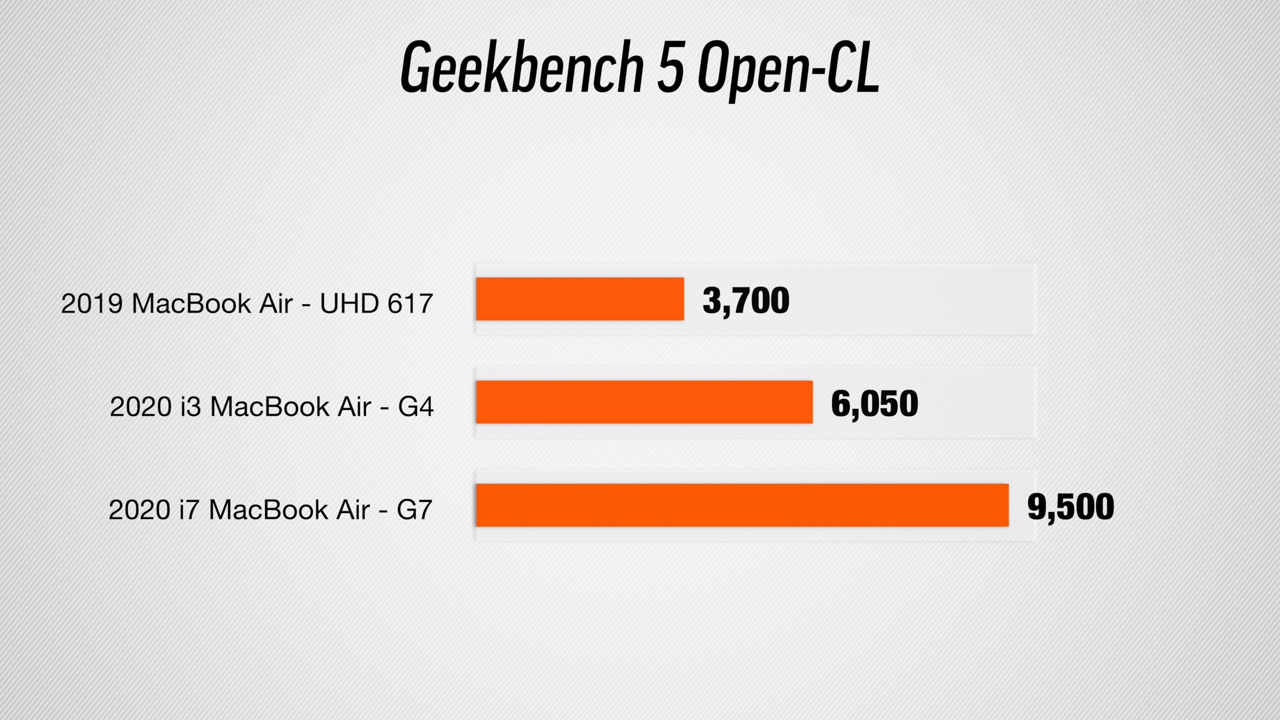 Geekbench 5 Open-CL
2019 MacBook Air - UHD 617 3,700
2020 i3 MacBook Air - G4 6,050
2020 i7 MacBook Air - G7 9,500